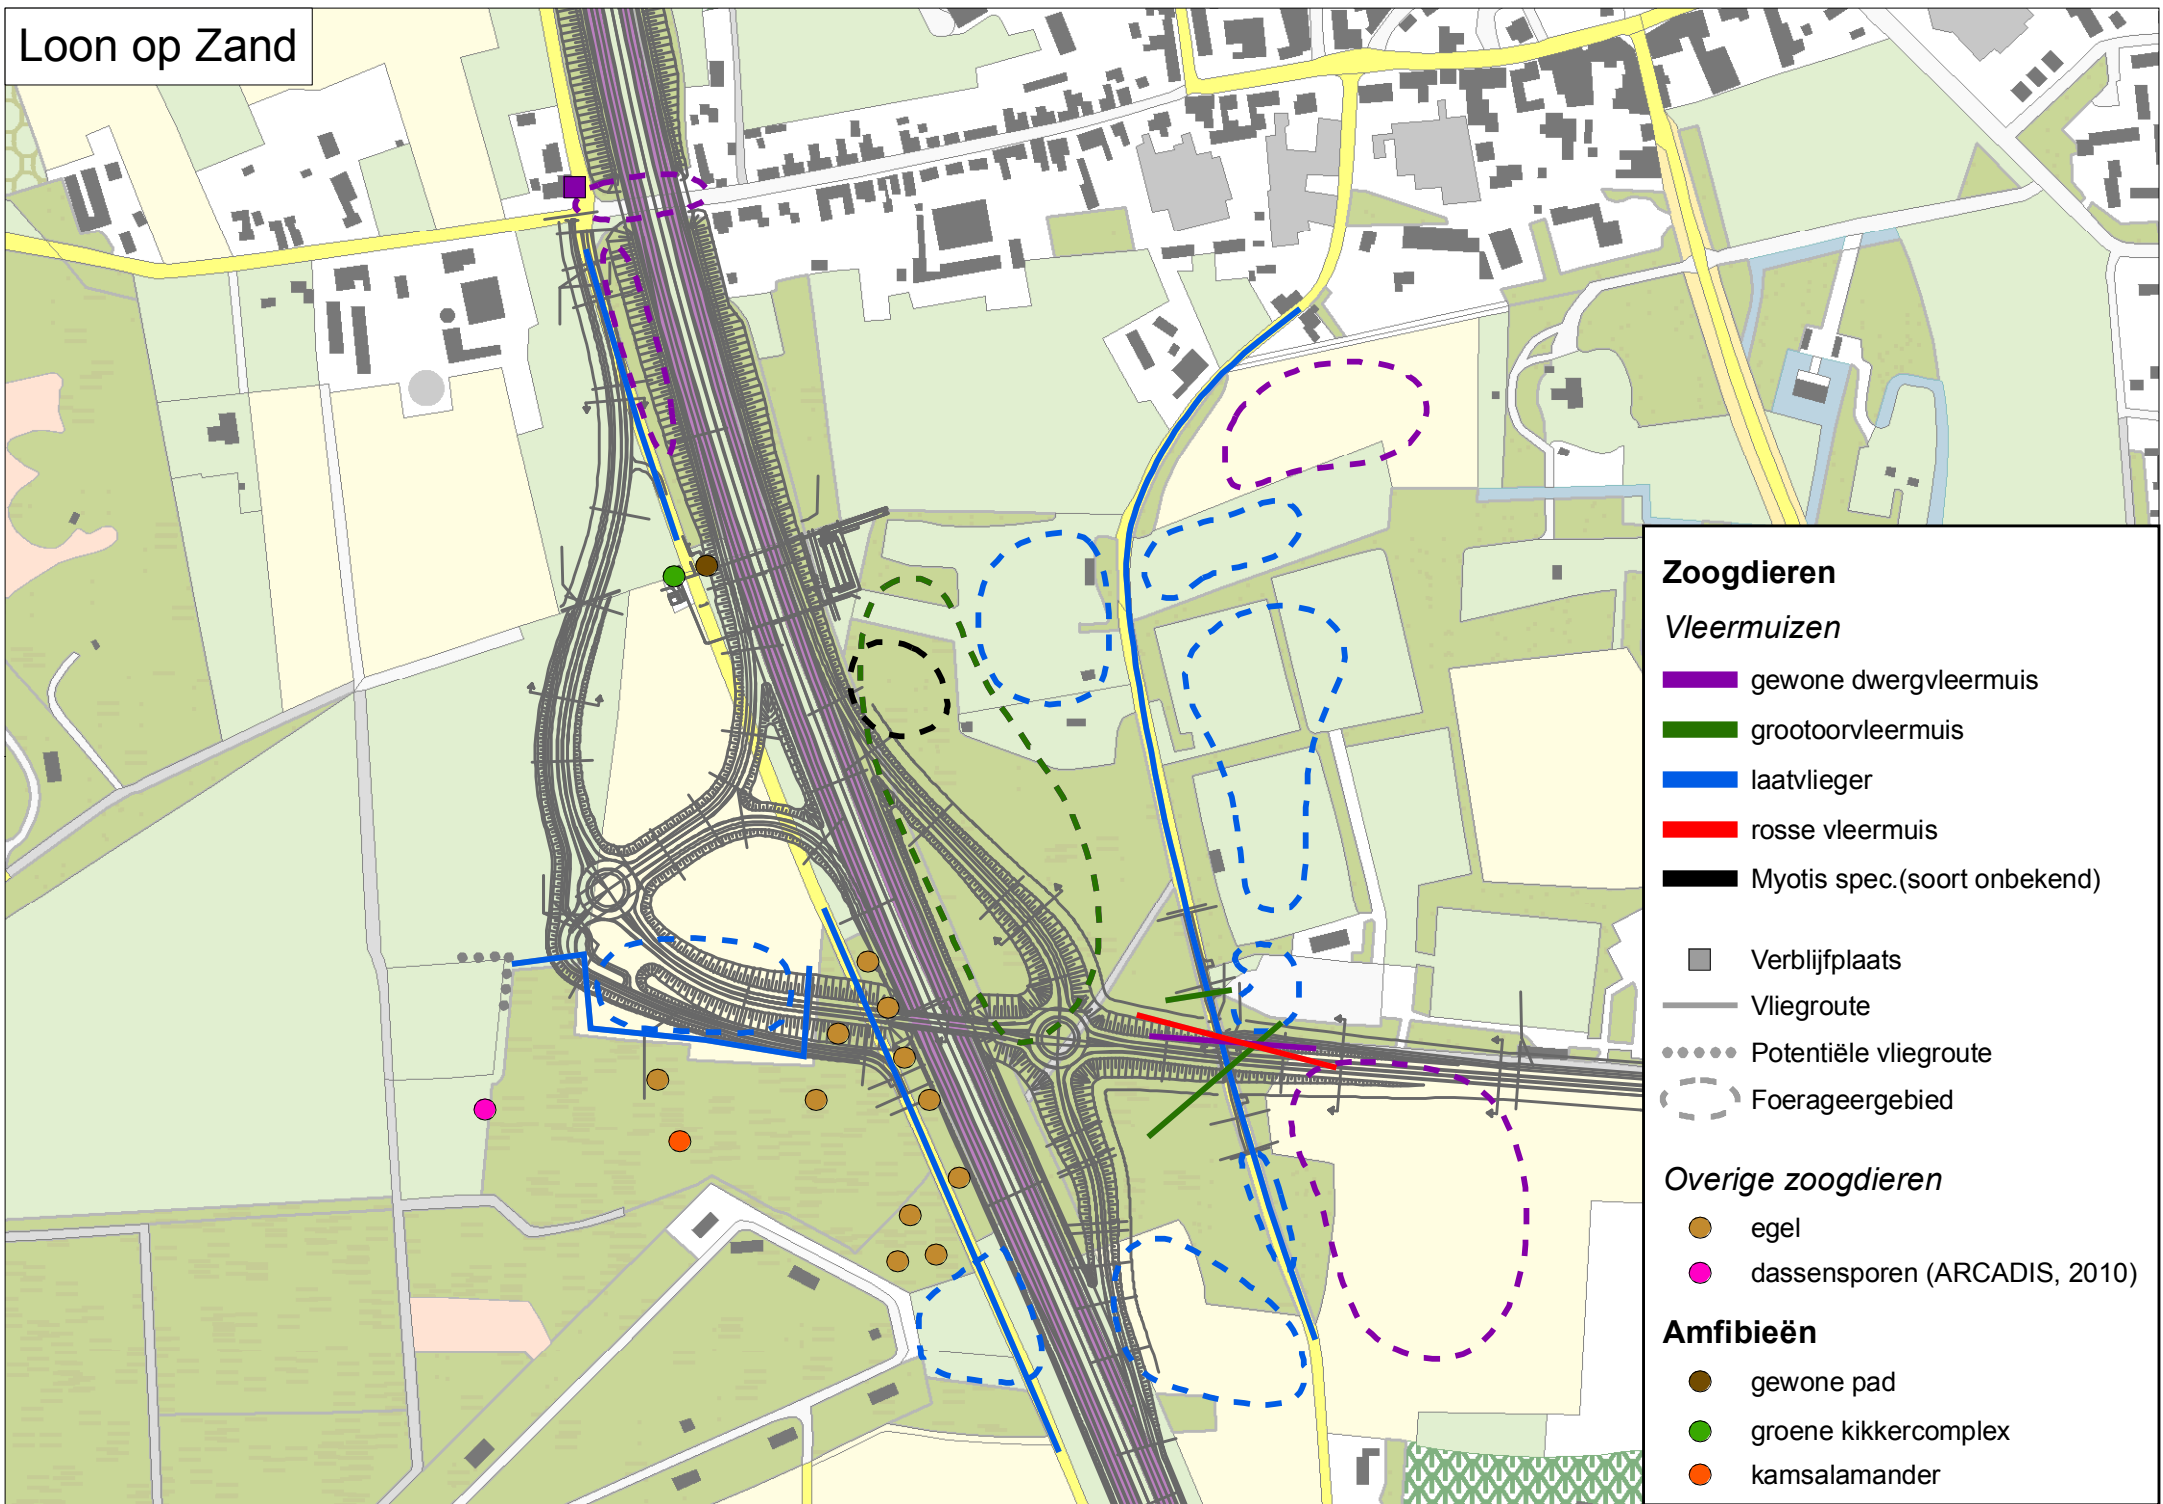 Loon op Zand
Zoogdieren
Vleermuizen
gewone dwergvleermuis
grootoorvleermuis
laatvlieger
rosse vleermuis
Myotis spec.(soort onbekend)
Verblijfplaats
Vliegroute
Potentiële vliegroute
Foerageergebied
Overige zoogdieren
egel
dassensporen (ARCADIS, 2010)
Amfibieën
gewone pad
groene kikkercomplex
kamsalamander